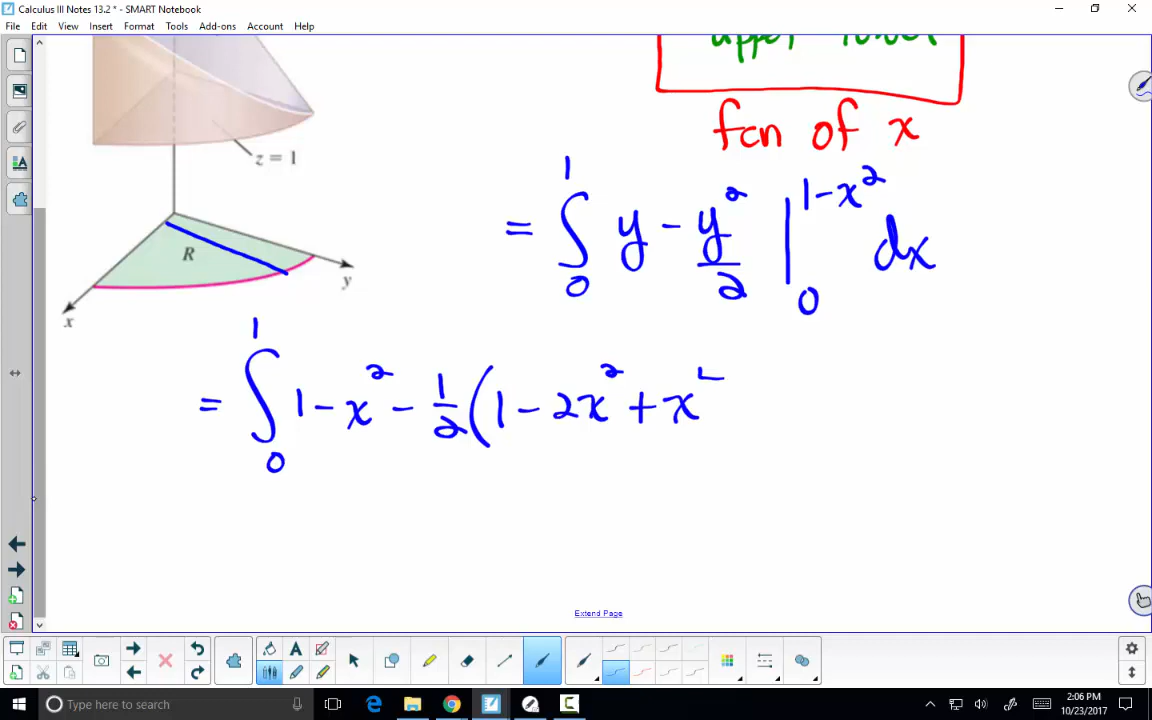 Calculus III Notes 13.2 * - SMART Notebook
File Edit View Insert Format Tools Add-ons Account Help
upper lower
fcn of x
z = 1
R
x
y
= ∫₀¹ y - y²/2 |₀^(1-x²) dx
= ∫₀¹ 1 - x² - 1/2 (1 - 2x² + x
Extend Page
Type here to search
2:06 PM
10/23/2017